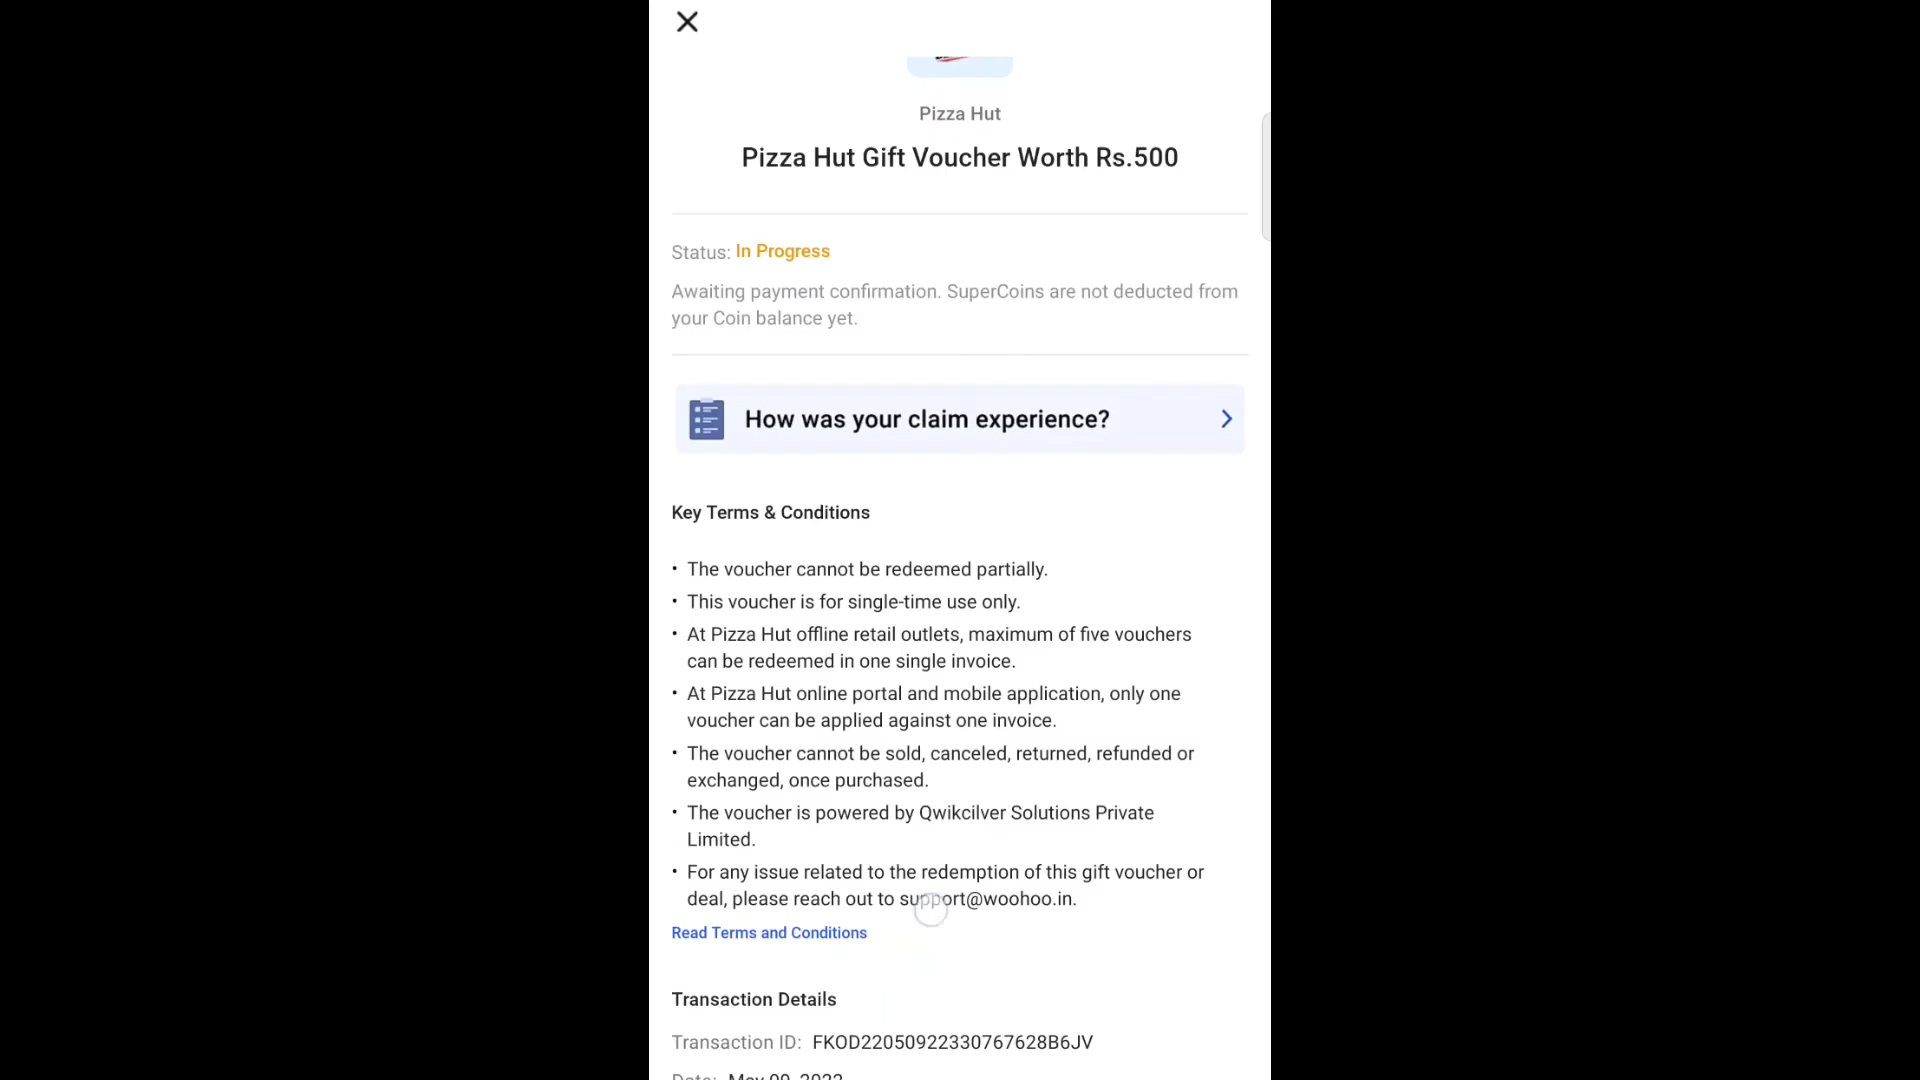 Pizza Hut
Pizza Hut Gift Voucher Worth Rs.500
Status: In Progress
Awaiting payment confirmation. SuperCoins are not deducted from
your Coin balance yet.
How was your claim experience?
Key Terms & Conditions
• The voucher cannot be redeemed partially.
• This voucher is for single-time use only.
• At Pizza Hut offline retail outlets, maximum of five vouchers
can be redeemed in one single invoice.
• At Pizza Hut online portal and mobile application, only one
voucher can be applied against one invoice.
• The voucher cannot be sold, canceled, returned, refunded or
exchanged, once purchased.
• The voucher is powered by Qwikcilver Solutions Private
Limited.
• For any issue related to the redemption of this gift voucher or
deal, please reach out to support@woohoo.in.
Read Terms and Conditions
Transaction Details
Transaction ID: FKOD22050922330767628B6JV
Date: May 09, 2022